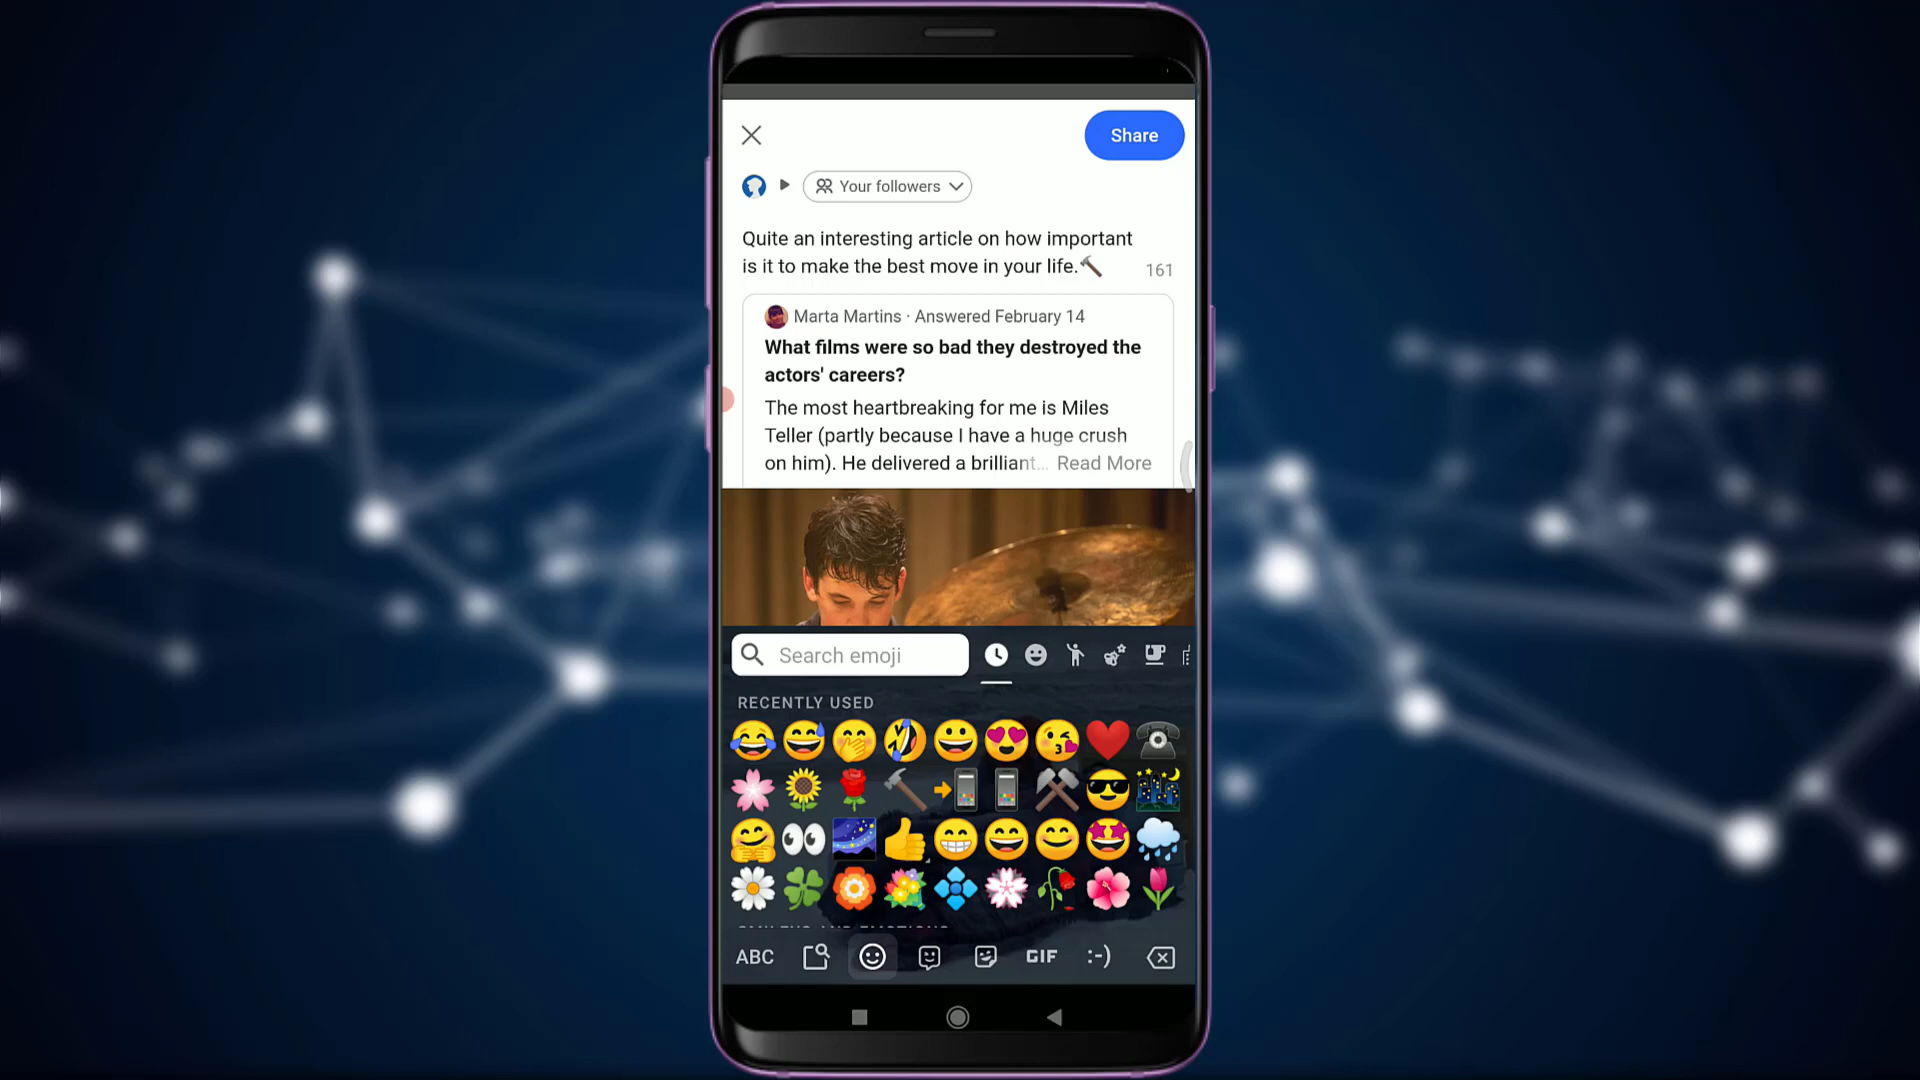 Share
Your followers
Quite an interesting article on how important
is it to make the best move in your life.🔨 161
Marta Martins · Answered February 14
What films were so bad they destroyed the
actors' careers?
The most heartbreaking for me is Miles
Teller (partly because I have a huge crush
on him). He delivered a brilliant... Read More
Search emoji
RECENTLY USED
ABC GIF :-)